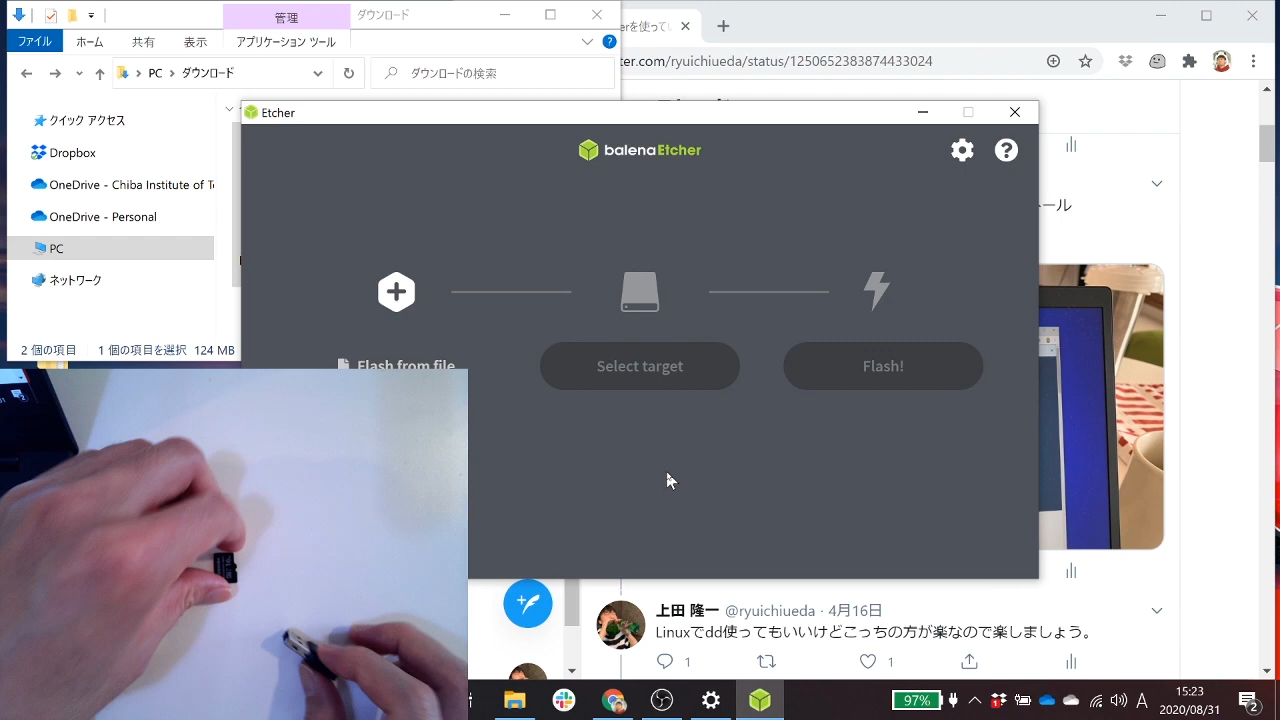 管理
ダウンロード
ファイル
ホーム
共有
表示
アプリケーション ツール
PC
ダウンロード
ダウンロードの検索
クイック アクセス
Dropbox
OneDrive - Chiba Institute of T
OneDrive - Personal
PC
ネットワーク
2 個の項目
1 個の項目を選択
124 MB
erを使ってい
ter.com/ryuichiueda/status/1250652383874433024
Etcher
balenaEtcher
Flash from file
Select target
Flash!
ール
上田 隆一 @ryuichiueda · 4月16日
Linuxでdd使ってもいいけどこっちの方が楽なので楽しましょう。
1
1
97%
A
15:23
2020/08/31
2